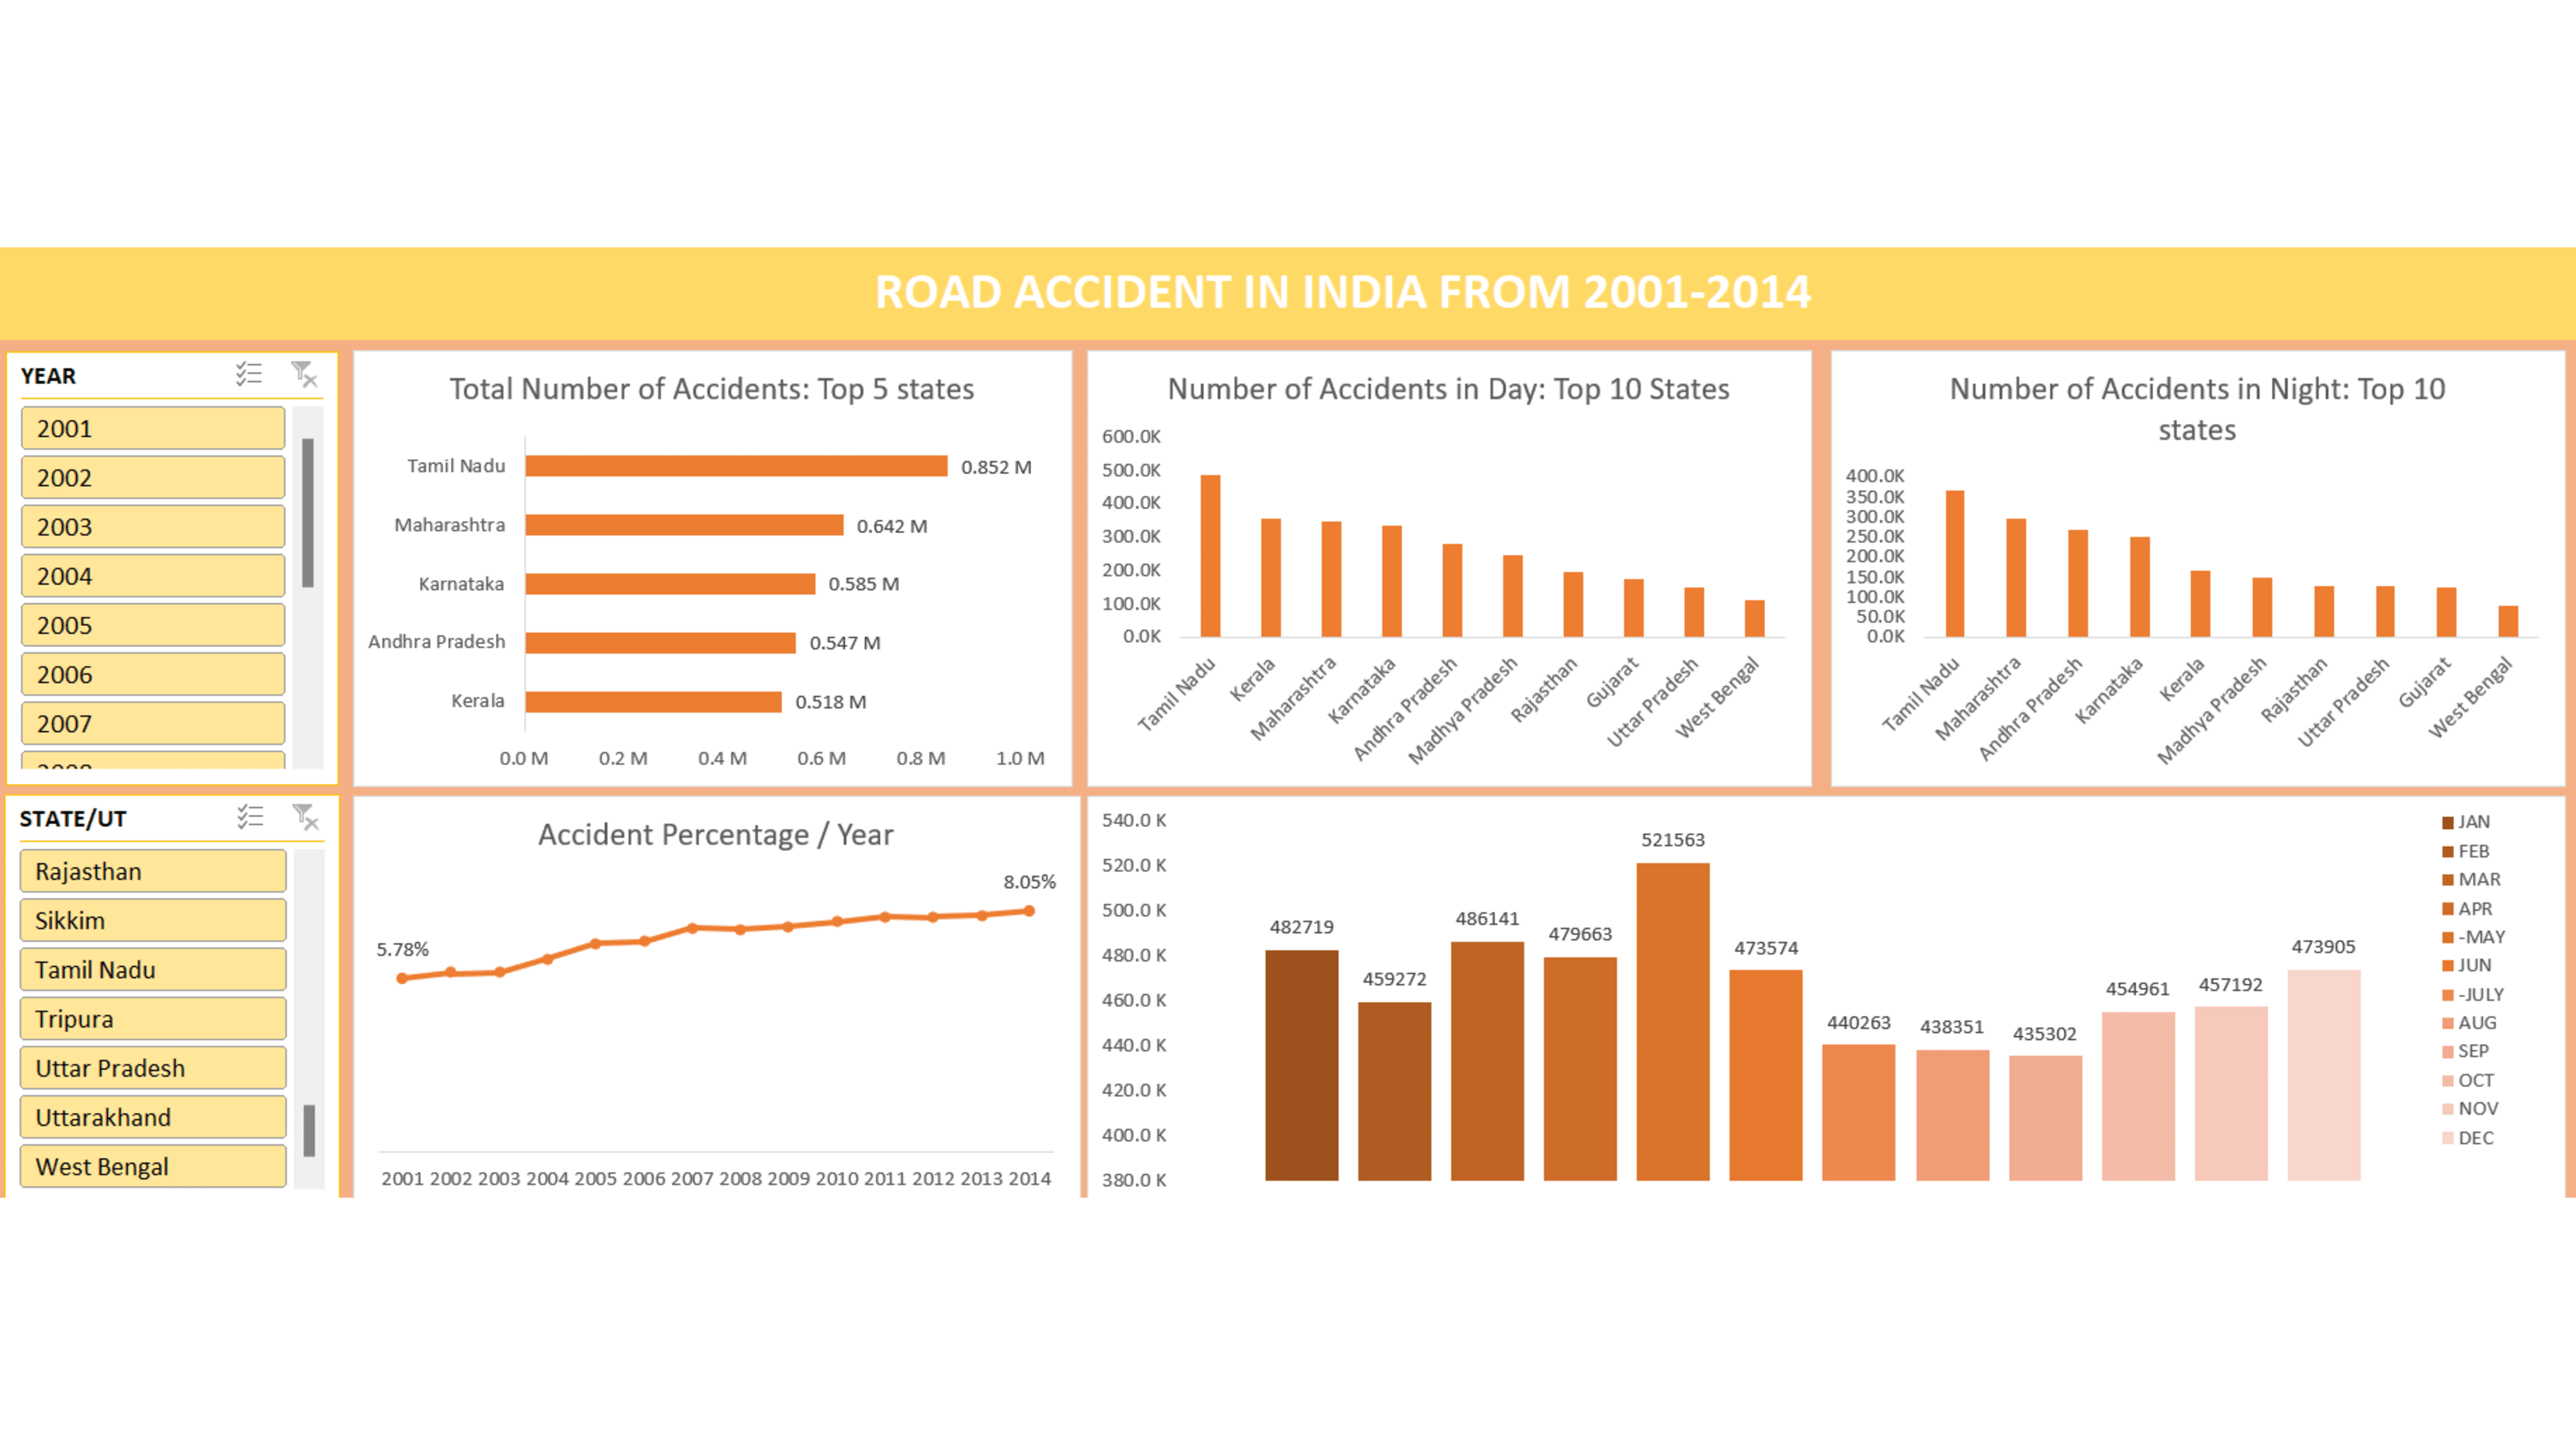 ROAD ACCIDENT IN INDIA FROM 2001-2014
YEAR
2001
2002
2003
2004
2005
2006
2007
STATE/UT
Rajasthan
Sikkim
Tamil Nadu
Tripura
Uttar Pradesh
Uttarakhand
West Bengal
Total Number of Accidents: Top 5 states
Tamil Nadu 0.852 M
Maharashtra 0.642 M
Karnataka 0.585 M
Andhra Pradesh 0.547 M
Kerala 0.518 M
0.0 M 0.2 M 0.4 M 0.6 M 0.8 M 1.0 M
Number of Accidents in Day: Top 10 States
600.0K
500.0K
400.0K
300.0K
200.0K
100.0K
0.0K
Tamil Nadu
Kerala
Maharashtra
Karnataka
Andhra Pradesh
Madhya Pradesh
Rajasthan
Gujarat
Uttar Pradesh
West Bengal
Number of Accidents in Night: Top 10
states
400.0K
350.0K
300.0K
250.0K
200.0K
150.0K
100.0K
50.0K
0.0K
Tamil Nadu
Maharashtra
Andhra Pradesh
Karnataka
Kerala
Madhya Pradesh
Rajasthan
Uttar Pradesh
Gujarat
West Bengal
Accident Percentage / Year
8.05%
5.78%
2001 2002 2003 2004 2005 2006 2007 2008 2009 2010 2011 2012 2013 2014
540.0 K
520.0 K
500.0 K
480.0 K
460.0 K
440.0 K
420.0 K
400.0 K
380.0 K
482719
459272
486141
479663
521563
473574
440263
438351
435302
454961
457192
473905
JAN
FEB
MAR
APR
-MAY
JUN
-JULY
AUG
SEP
OCT
NOV
DEC